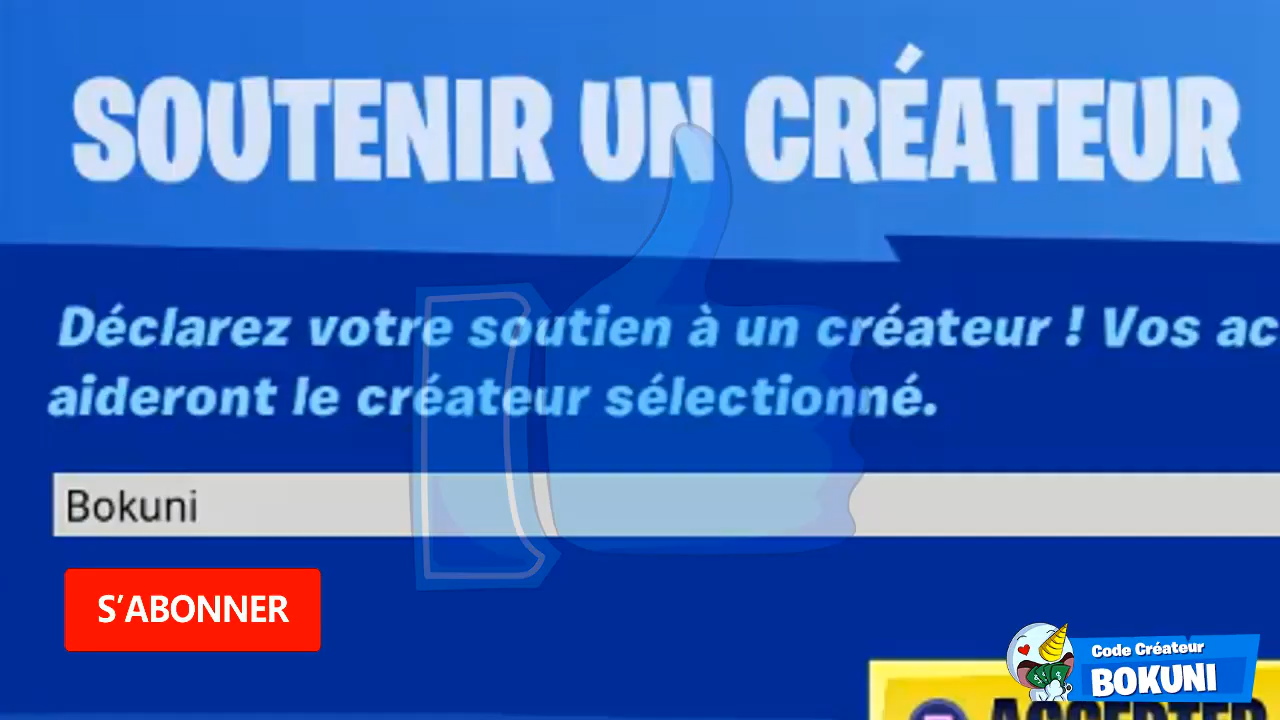 SOUTENIR UN CRÉATEUR
Déclarez votre soutien à un créateur ! Vos ac
aideront le créateur sélectionné.
Bokuni
S’ABONNER
Code Créateur
BOKUNI
ACCEPTER